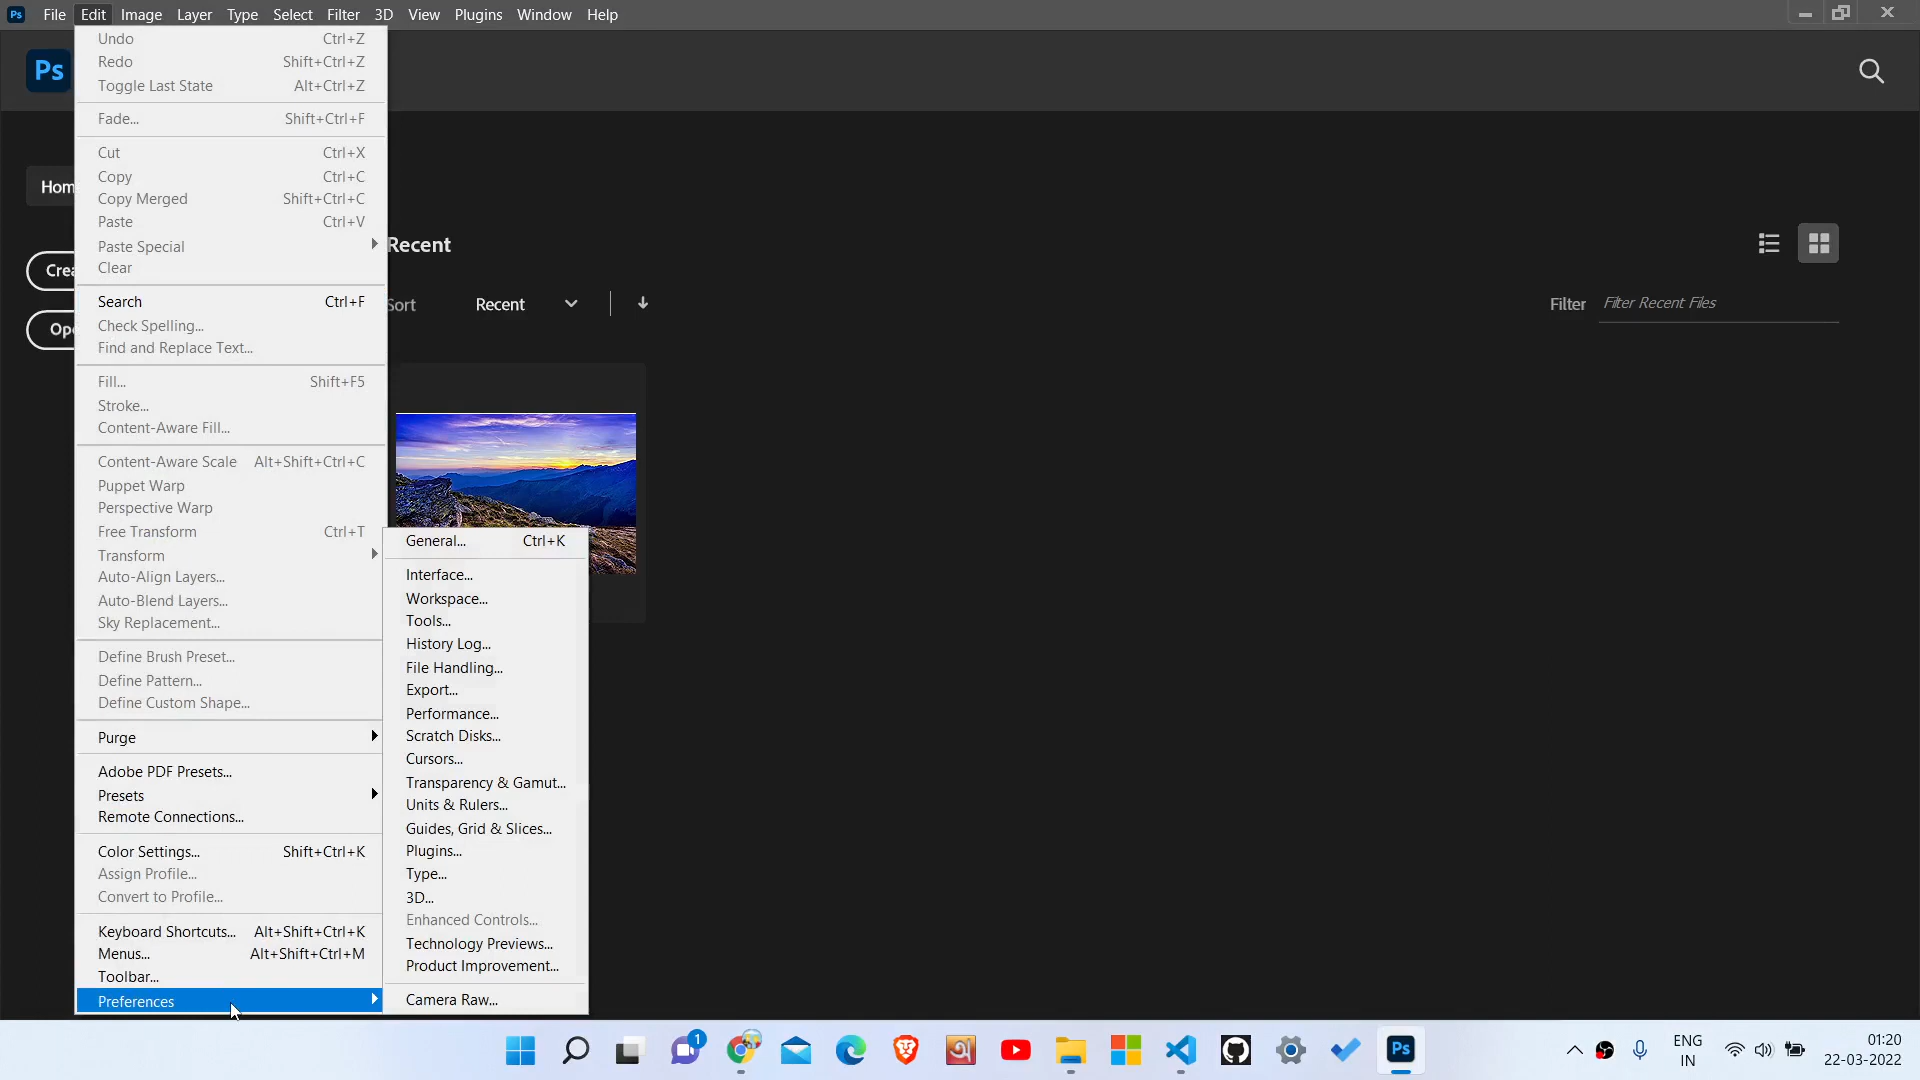 Ps File Edit Image Layer Type Select Filter 3D View Plugins Window Help
Ps
Undo Ctrl+Z
Redo Shift+Ctrl+Z
Toggle Last State Alt+Ctrl+Z
Fade... Shift+Ctrl+F
Cut Ctrl+X
Copy Ctrl+C
Copy Merged Shift+Ctrl+C
Paste Ctrl+V
Paste Special
Clear
Search Ctrl+F
Check Spelling...
Find and Replace Text...
Fill... Shift+F5
Stroke...
Content-Aware Fill...
Content-Aware Scale Alt+Shift+Ctrl+C
Puppet Warp
Perspective Warp
Free Transform Ctrl+T
Transform
Auto-Align Layers...
Auto-Blend Layers...
Sky Replacement...
Define Brush Preset...
Define Pattern...
Define Custom Shape...
Purge
Adobe PDF Presets...
Presets
Remote Connections...
Color Settings... Shift+Ctrl+K
Assign Profile...
Convert to Profile...
Keyboard Shortcuts... Alt+Shift+Ctrl+K
Menus... Alt+Shift+Ctrl+M
Toolbar...
Preferences
General... Ctrl+K
Interface...
Workspace...
Tools...
History Log...
File Handling...
Export...
Performance...
Scratch Disks...
Cursors...
Transparency & Gamut...
Units & Rulers...
Guides, Grid & Slices...
Plugins...
Type...
3D...
Enhanced Controls...
Technology Previews...
Product Improvement...
Camera Raw...
Hom
Crea
Ope
Recent
Sort Recent
Filter Filter Recent Files
1
অ
Ps
ENG
IN
01:20
22-03-2022